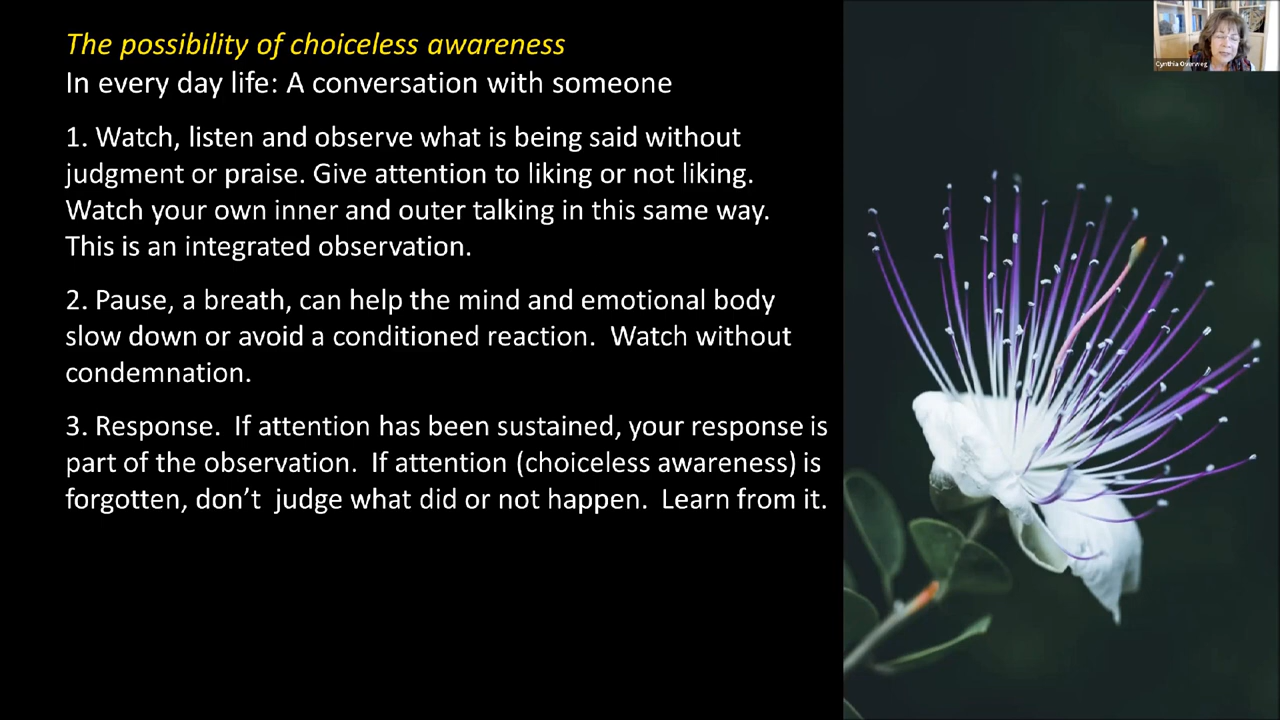 The possibility of choiceless awareness
In every day life: A conversation with someone
1. Watch, listen and observe what is being said without
judgment or praise. Give attention to liking or not liking.
Watch your own inner and outer talking in this same way.
This is an integrated observation.
2. Pause, a breath, can help the mind and emotional body
slow down or avoid a conditioned reaction.  Watch without
condemnation.
3. Response.  If attention has been sustained, your response is
part of the observation.  If attention (choiceless awareness) is
forgotten, don’t  judge what did or not happen.  Learn from it.
Cynthia Overweg